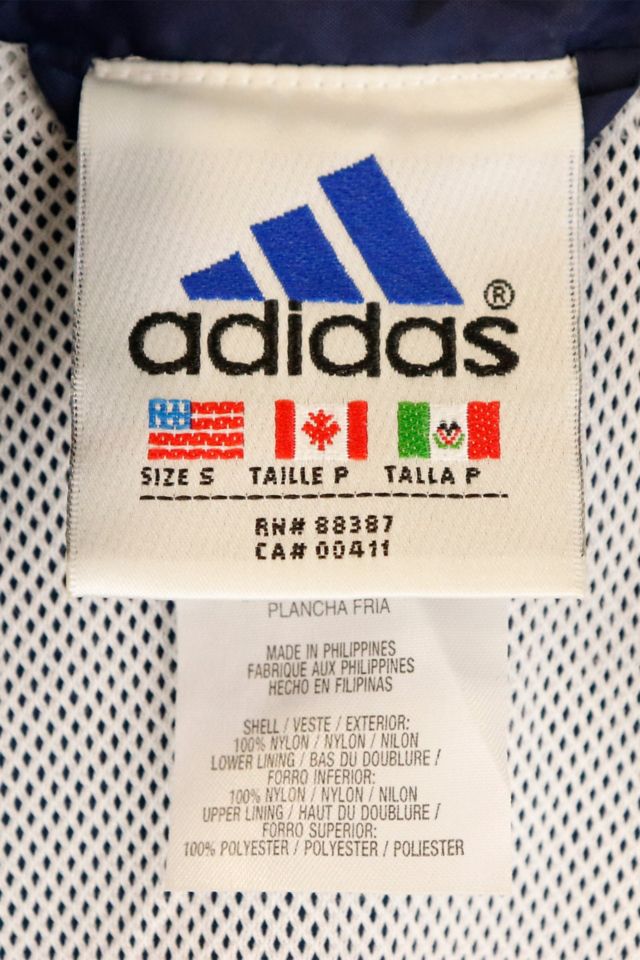 ®
adidas
SIZE S TAILLE P TALLA P
RN# 88387
CA# 00411
PLANCHA FRIA
MADE IN PHILIPPINES
FABRIQUE AUX PHILIPPINES
HECHO EN FILIPINAS
SHELL / VESTE / EXTERIOR:
100% NYLON / NYLON / NILON
LOWER LINING / BAS DU DOUBLURE /
FORRO INFERIOR:
100% NYLON / NYLON / NILON
UPPER LINING / HAUT DU DOUBLURE /
FORRO SUPERIOR:
100% POLYESTER / POLYESTER / POLIESTER